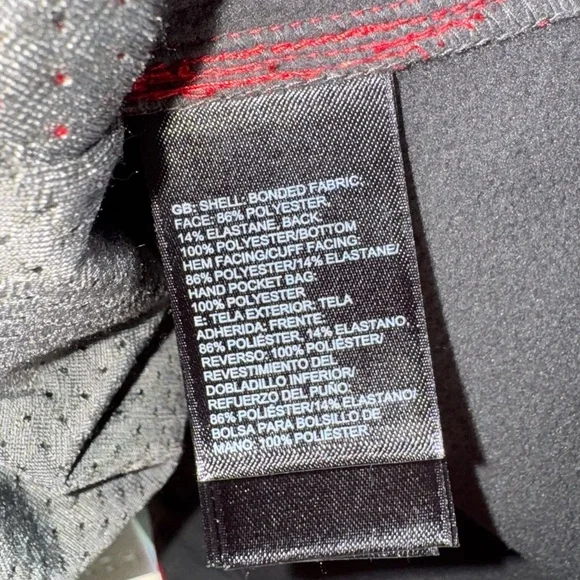 GB: SHELL: BONDED FABRIC:
FACE: 86% POLYESTER,
14% ELASTANE, BACK:
100% POLYESTER/BOTTOM
HEM FACING/CUFF FACING:
86% POLYESTER/14% ELASTANE/
HAND POCKET BAG:
100% POLYESTER
E: TELA EXTERIOR: TELA
ADHERIDA: FRENTE:
86% POLIÉSTER, 14% ELASTANO,
REVERSO: 100% POLIÉSTER/
REVESTIMIENTO DEL
DOBLADILLO INFERIOR/
REFUERZO DEL PUÑO:
86% POLIÉSTER/14% ELASTANO/
BOLSA PARA BOLSILLO DE
MANO: 100% POLIÉSTER